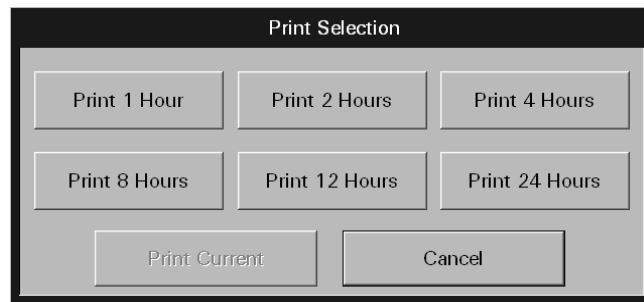 Print Selection
Print 1 Hour Print 2 Hours Print 4 Hours
Print 8 Hours Print 12 Hours Print 24 Hours
Print Current Cancel